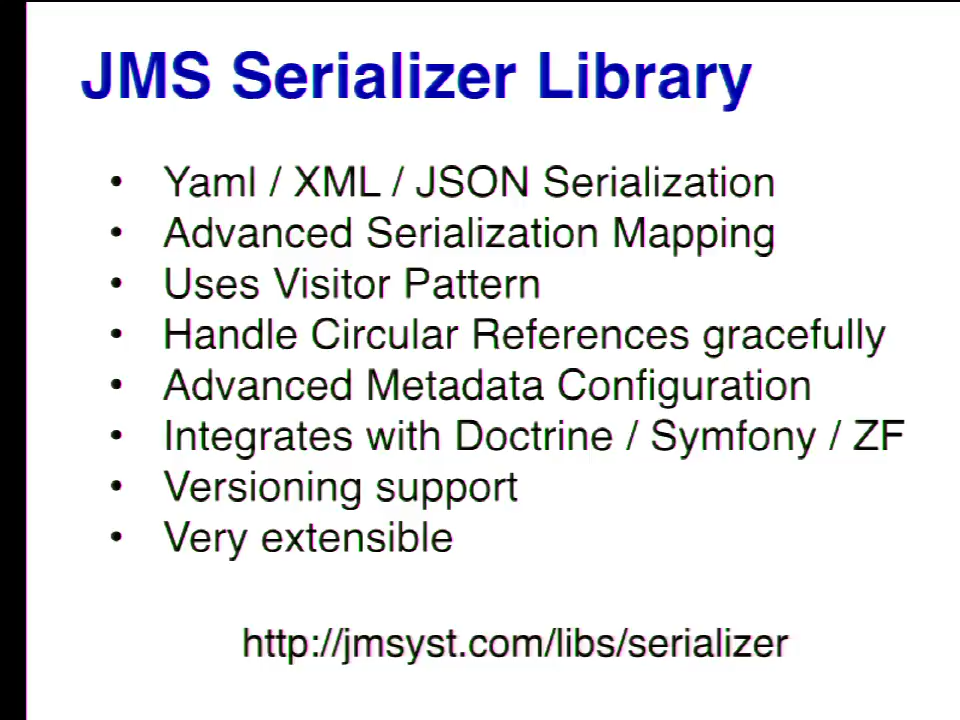 JMS Serializer Library
• Yaml / XML / JSON Serialization
• Advanced Serialization Mapping
• Uses Visitor Pattern
• Handle Circular References gracefully
• Advanced Metadata Configuration
• Integrates with Doctrine / Symfony / ZF
• Versioning support
• Very extensible
http://jmsyst.com/libs/serializer